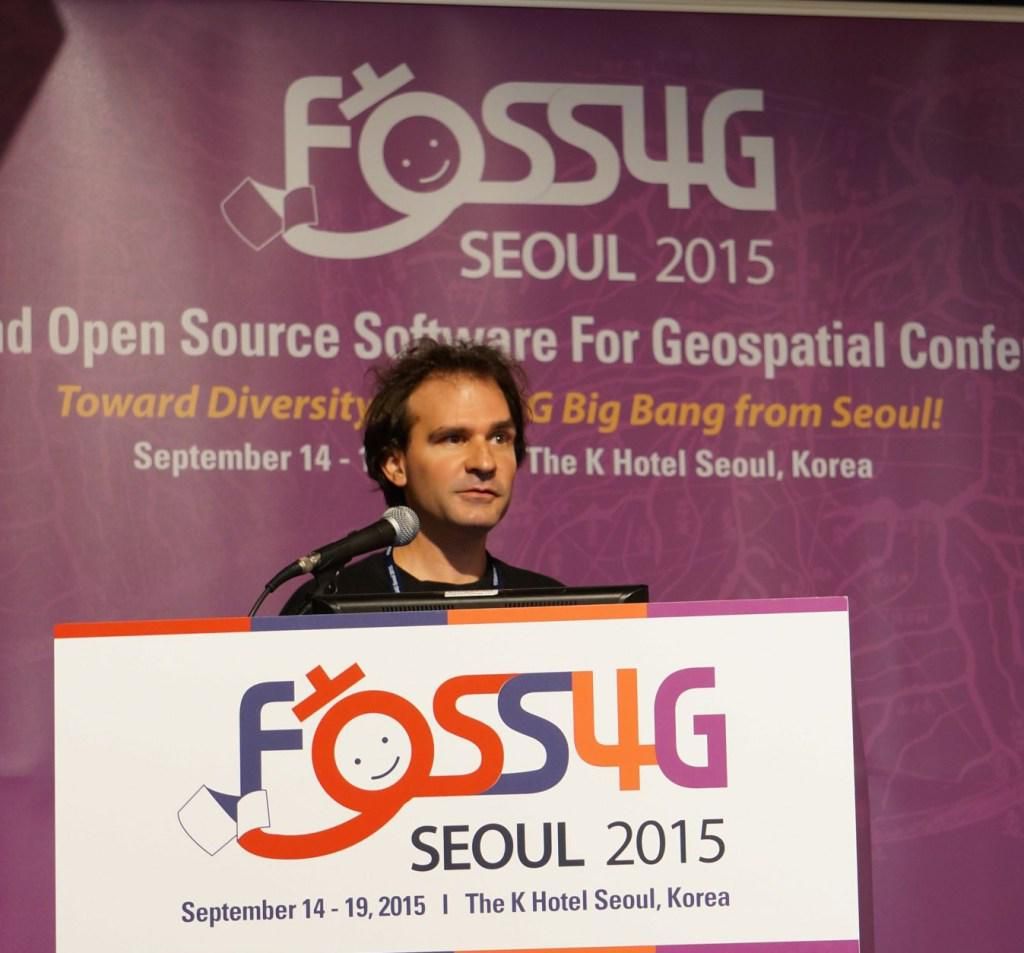 FOSS4G
SEOUL 2015
nd Open Source Software For Geospatial Confe
Toward Diversity G Big Bang from Seoul!
September 14 - 1 The K Hotel Seoul, Korea
FOSS4G
SEOUL 2015
September 14 - 19, 2015 | The K Hotel Seoul, Korea